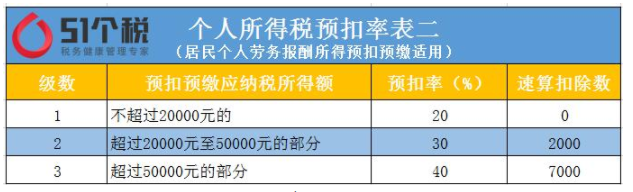 51个税
税务健康管理专家
个人所得税预扣率表二
（居民个人劳务报酬所得预扣预缴适用）
级数 预扣预缴应纳税所得额 预扣率（%） 速算扣除数
1 不超过20000元的 20 0
2 超过20000元至50000元的部分 30 2000
3 超过50000元的部分 40 7000